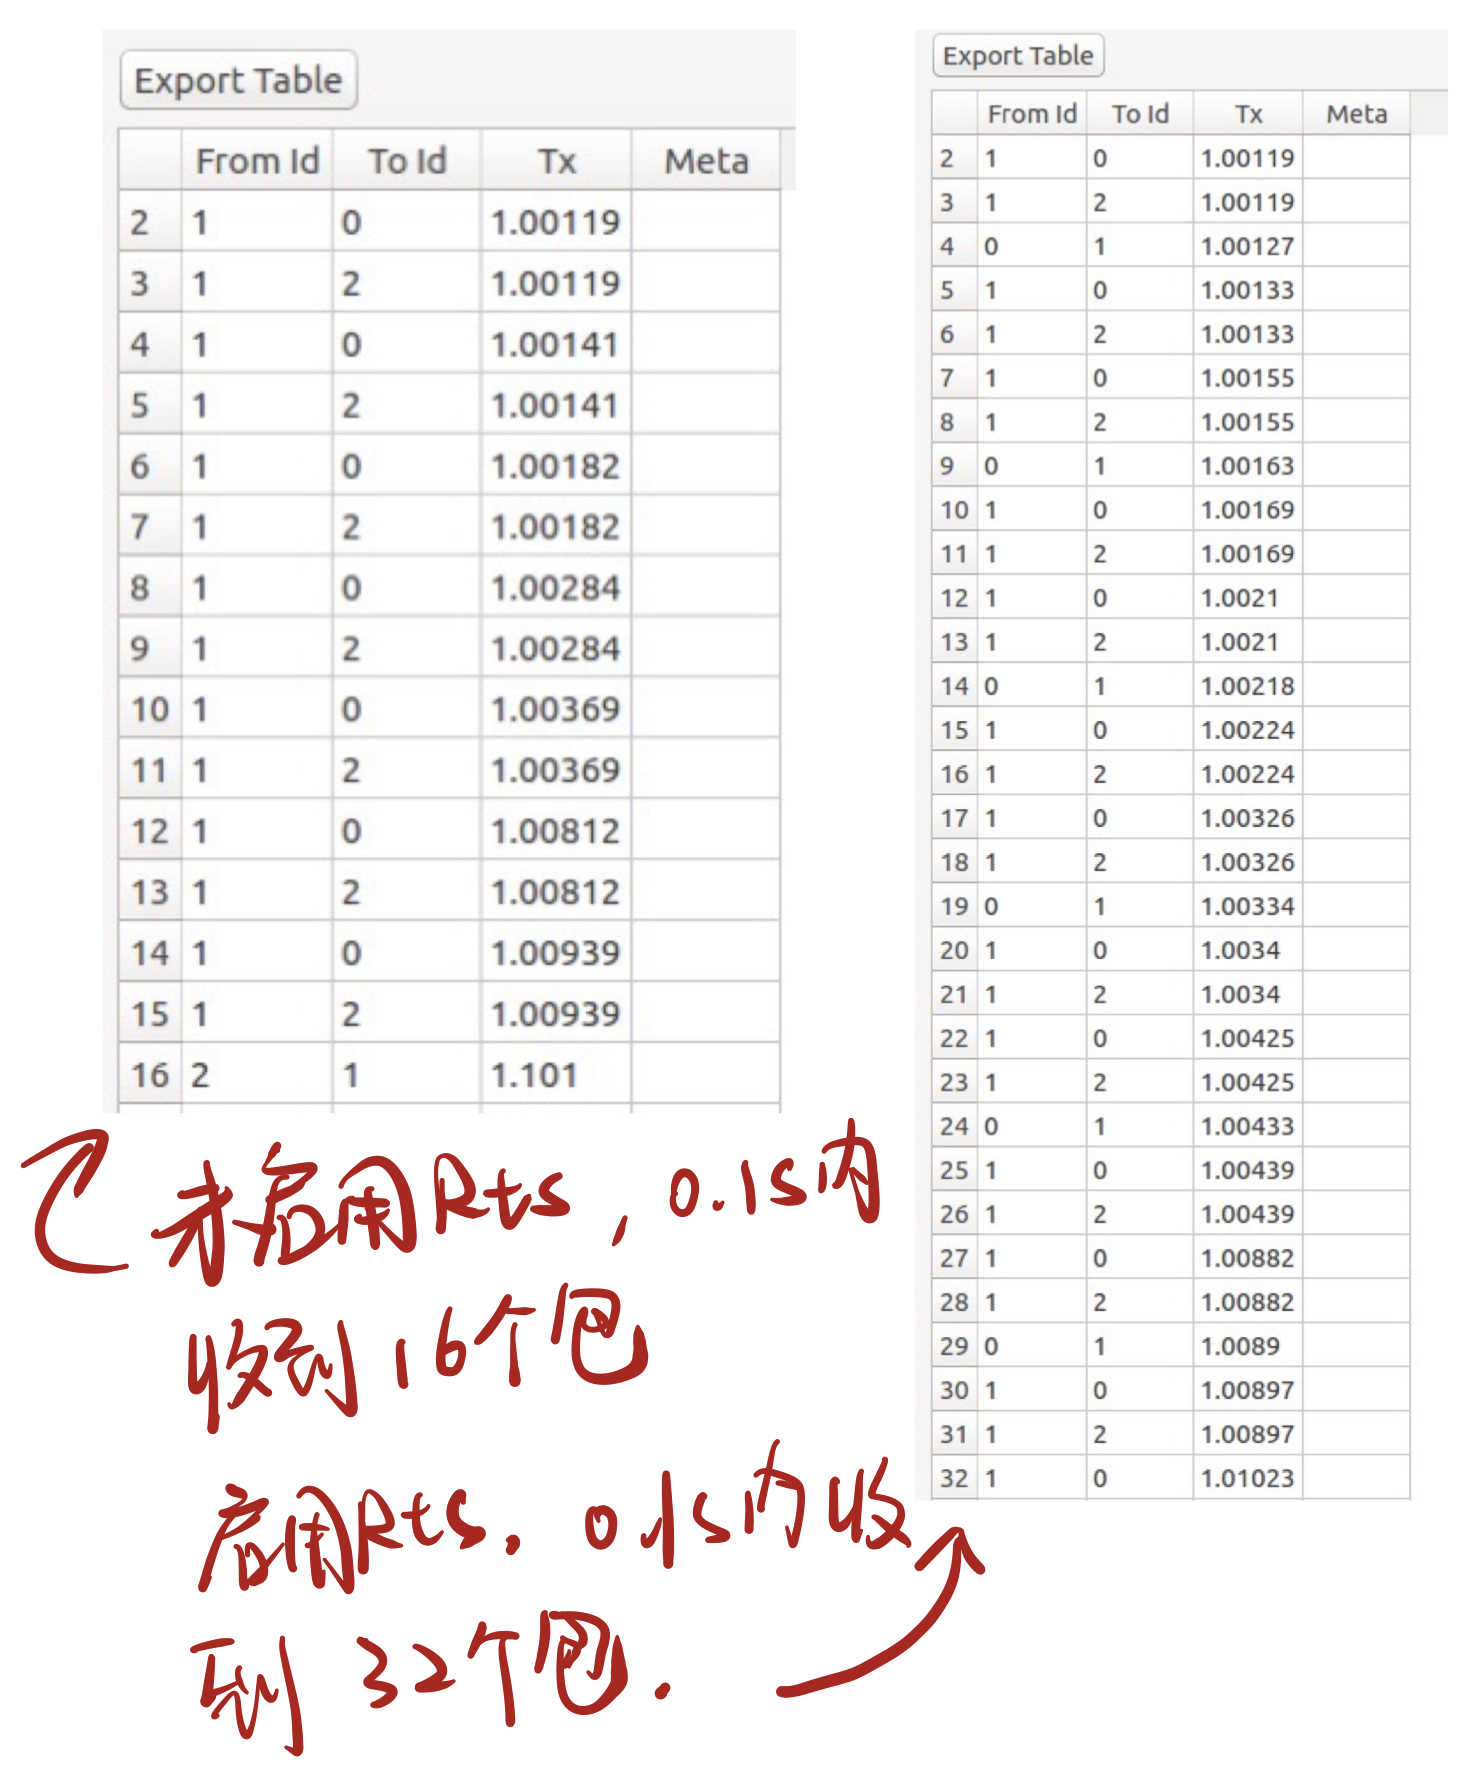 Export Table
From Id To Id Tx Meta
2 1 0 1.00119
3 1 2 1.00119
4 1 0 1.00141
5 1 2 1.00141
6 1 0 1.00182
7 1 2 1.00182
8 1 0 1.00284
9 1 2 1.00284
10 1 0 1.00369
11 1 2 1.00369
12 1 0 1.00812
13 1 2 1.00812
14 1 0 1.00939
15 1 2 1.00939
16 2 1 1.101
未启用Rts, 0.1s内
收到16个包
启用Rts. 0.1s内收
到32个包.
Export Table
From Id To Id Tx Meta
2 1 0 1.00119
3 1 2 1.00119
4 0 1 1.00127
5 1 0 1.00133
6 1 2 1.00133
7 1 0 1.00155
8 1 2 1.00155
9 0 1 1.00163
10 1 0 1.00169
11 1 2 1.00169
12 1 0 1.0021
13 1 2 1.0021
14 0 1 1.00218
15 1 0 1.00224
16 1 2 1.00224
17 1 0 1.00326
18 1 2 1.00326
19 0 1 1.00334
20 1 0 1.0034
21 1 2 1.0034
22 1 0 1.00425
23 1 2 1.00425
24 0 1 1.00433
25 1 0 1.00439
26 1 2 1.00439
27 1 0 1.00882
28 1 2 1.00882
29 0 1 1.0089
30 1 0 1.00897
31 1 2 1.00897
32 1 0 1.01023